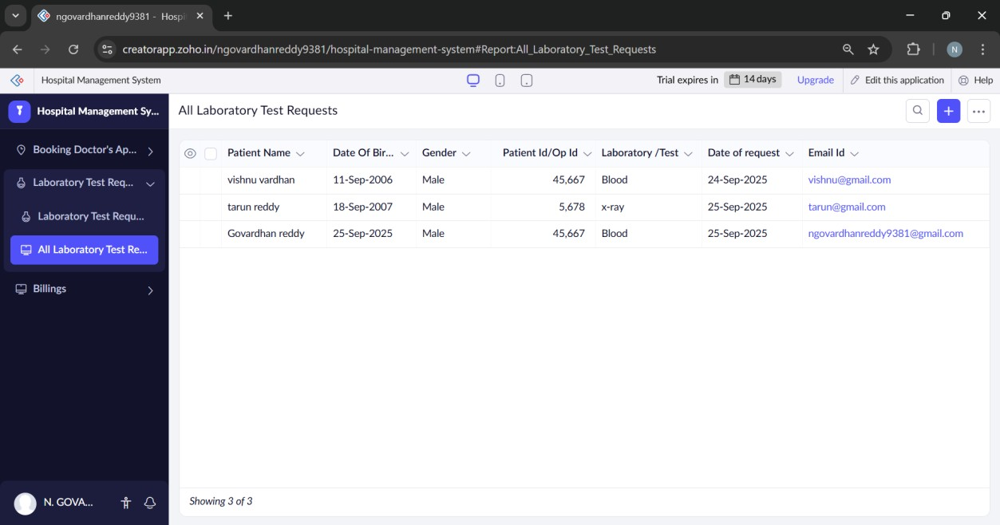 ngovardhanreddy9381 - Hospi
creatorapp.zoho.in/ngovardhanreddy9381/hospital-management-system#Report:All_Laboratory_Test_Requests
N
Hospital Management System
Trial expires in 14 days Upgrade Edit this application Help
Hospital Management Sy...
All Laboratory Test Requests
Booking Doctor's Ap...
Laboratory Test Req...
Laboratory Test Requ...
All Laboratory Test Re...
Billings
Patient Name Date Of Bir... Gender Patient Id/Op Id Laboratory /Test Date of request Email Id
vishnu vardhan 11-Sep-2006 Male 45,667 Blood 24-Sep-2025 vishnu@gmail.com
tarun reddy 18-Sep-2007 Male 5,678 x-ray 25-Sep-2025 tarun@gmail.com
Govardhan reddy 25-Sep-2025 Male 45,667 Blood 25-Sep-2025 ngovardhanreddy9381@gmail.com
Showing 3 of 3
N. GOVA...